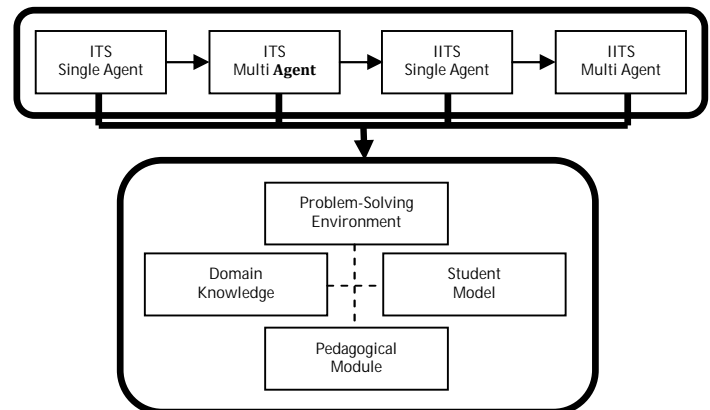 ITS
Single Agent
ITS
Multi Agent
IITS
Single Agent
IITS
Multi Agent
Problem-Solving
Environment
Domain
Knowledge
Student
Model
Pedagogical
Module